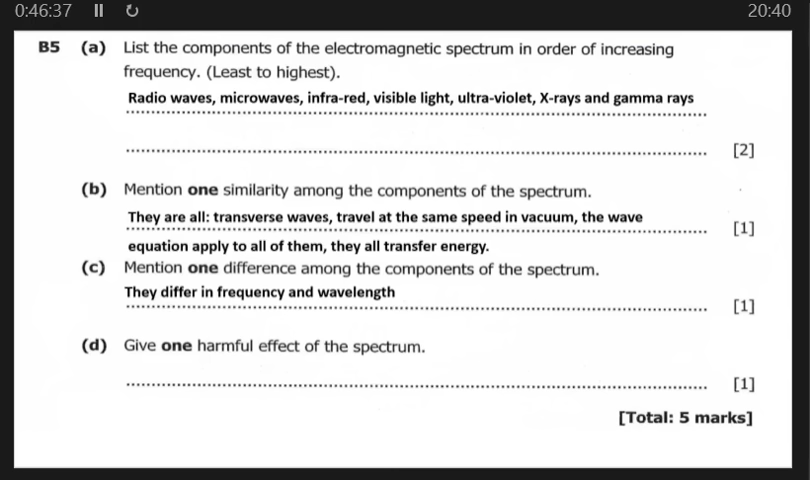 0:46:37 20:40
B5 (a) List the components of the electromagnetic spectrum in order of increasing
frequency. (Least to highest).
Radio waves, microwaves, infra-red, visible light, ultra-violet, X-rays and gamma rays
[2]
(b) Mention one similarity among the components of the spectrum.
They are all: transverse waves, travel at the same speed in vacuum, the wave
[1]
equation apply to all of them, they all transfer energy.
(c) Mention one difference among the components of the spectrum.
They differ in frequency and wavelength
[1]
(d) Give one harmful effect of the spectrum.
[1]
[Total: 5 marks]